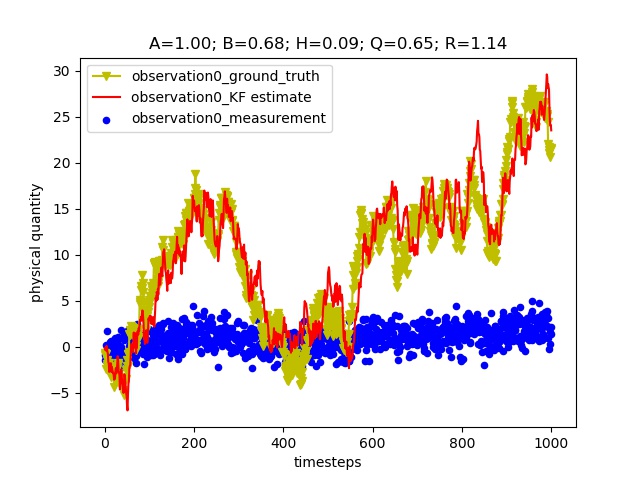 A=1.00; B=0.68; H=0.09; Q=0.65; R=1.14
observation0_ground_truth
observation0_KF estimate
observation0_measurement
physical quantity
30
25
20
15
10
5
0
−5
0 200 400 600 800 1000
timesteps